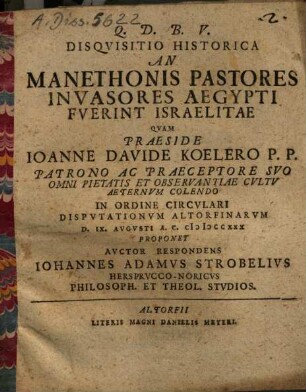 A. Diss. 5622
-2.
Q. D. B. V.
DISQVISITIO HISTORICA
AN
MANETHONIS PASTORES
INVASORES AEGYPTI
FVERINT ISRAELITAE
QVAM
PRAESIDE
IOANNE DAVIDE KOELERO P. P.
PATRONO AC PRAECEPTORE SVO
OMNI PIETATIS ET OBSERVANTIAE CVLTV
AETERNVM COLENDO
IN ORDINE CIRCVLARI
DISPVTATIONVM ALTORFINARVM
D. IX. AVGVSTI A. C. CIↃIↃCCXXX
PROPONET
AVCTOR RESPONDENS
IOHANNES ADAMVS STROBELIVS
HERSPRVCCO-NORICVS
PHILOSOPH. ET THEOL. STVDIOS.
ALTORFII
LITERIS MAGNI DANIELIS MEYERI.